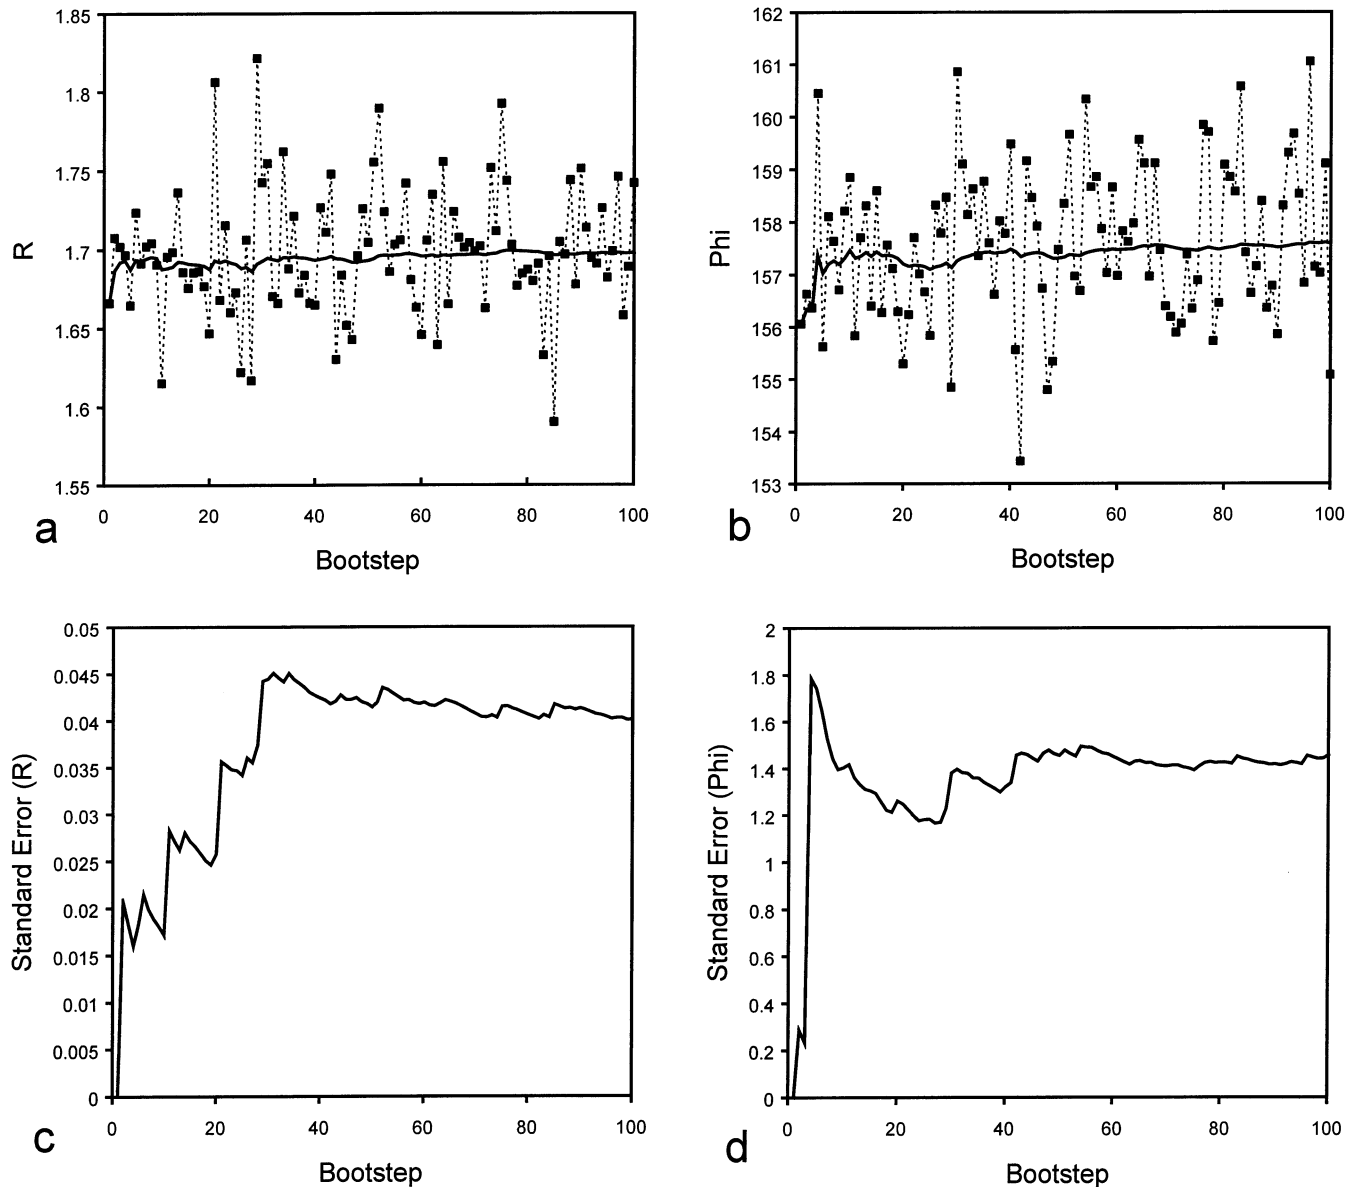 1.85
1.8
1.75
1.7
1.65
1.6
1.55
R
0 20 40 60 80 100
Bootstep
a
162
161
160
159
158
157
156
155
154
153
Phi
0 20 40 60 80 100
Bootstep
b
0.05
0.045
0.04
0.035
0.03
0.025
0.02
0.015
0.01
0.005
0
Standard Error (R)
0 20 40 60 80 100
Bootstep
c
2
1.8
1.6
1.4
1.2
1
0.8
0.6
0.4
0.2
0
Standard Error (Phi)
0 20 40 60 80 100
Bootstep
d